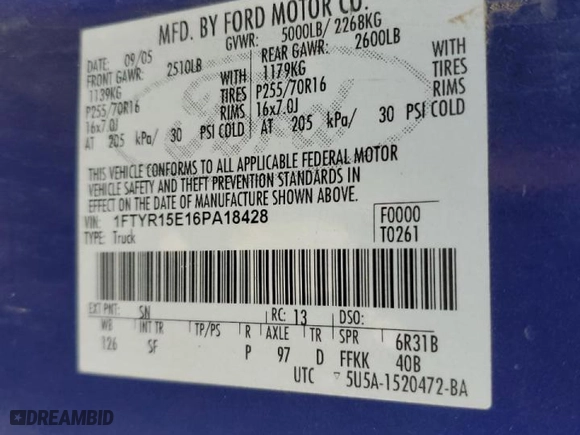 MFD. BY FORD MOTOR CO.
DATE: 09/05 GVWR: 5000LB/ 2268KG
FRONT GAWR: 2510LB REAR GAWR: 2600LB
1139KG WITH 1179KG WITH
P255/70R16 TIRES P255/70R16 TIRES
16x7.0J RIMS 16x7.0J RIMS
AT 205 kPa/ 30 PSI COLD AT 205 kPa/ 30 PSI COLD
THIS VEHICLE CONFORMS TO ALL APPLICABLE FEDERAL MOTOR
VEHICLE SAFETY AND THEFT PREVENTION STANDARDS IN
EFFECT ON THE DATE OF MANUFACTURE SHOWN ABOVE.
VIN: 1FTYR15E16PA18428 F0000
TYPE: Truck T0261
EXT PNT: SN RC: 13 DSO:
WB INT TR TP/PS R AXLE TR SPR 6R31B
126 SF P 97 D FFKK 40B
UTC 5U5A-1520472-BA
Ford
DREAMBID